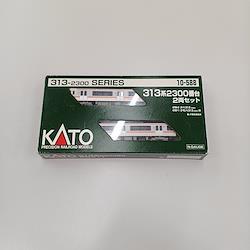 313-2300 SERIES
10-588
313系2300番台
2両セット
KATO
PRECISION RAILROAD MODELS
N-GAUGE